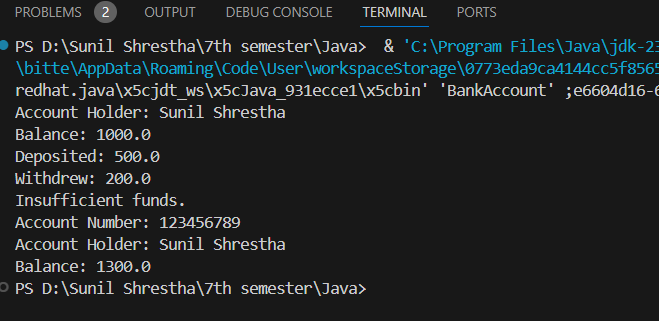 PROBLEMS 2 OUTPUT DEBUG CONSOLE TERMINAL PORTS
PS D:\Sunil Shrestha\7th semester\Java> & 'C:\Program Files\Java\jdk-23
\bitte\AppData\Roaming\Code\User\workspaceStorage\0773eda9ca4144cc5f8565
redhat.java\x5cjdt_ws\x5cJava_931ecce1\x5cbin' 'BankAccount' ;e6604d16-6
Account Holder: Sunil Shrestha
Balance: 1000.0
Deposited: 500.0
Withdrew: 200.0
Insufficient funds.
Account Number: 123456789
Account Holder: Sunil Shrestha
Balance: 1300.0
PS D:\Sunil Shrestha\7th semester\Java>